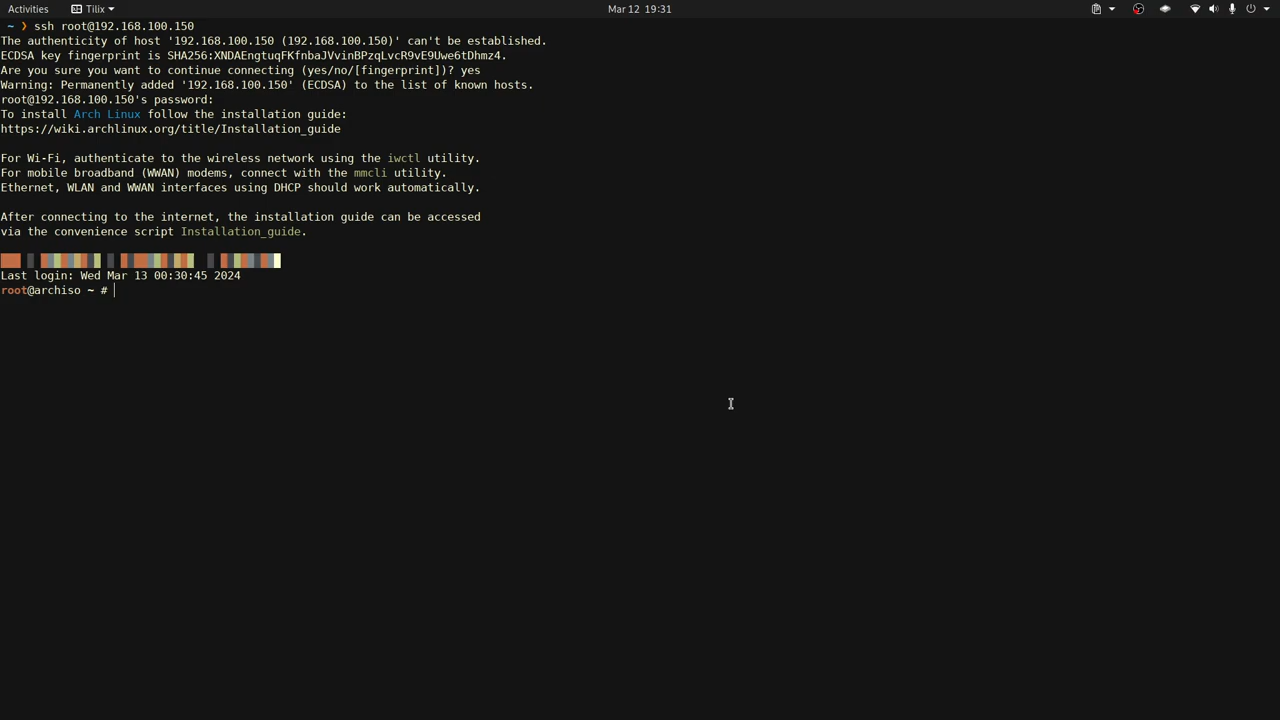 Activities Tilix Mar 12 19:31
~ ❯ ssh root@192.168.100.150
The authenticity of host '192.168.100.150 (192.168.100.150)' can't be established.
ECDSA key fingerprint is SHA256:XNDAEngtuqFKfnbaJVvinBPzqLvcR9vE9Uwe6tDhmz4.
Are you sure you want to continue connecting (yes/no/[fingerprint])? yes
Warning: Permanently added '192.168.100.150' (ECDSA) to the list of known hosts.
root@192.168.100.150's password:
To install Arch Linux follow the installation guide:
https://wiki.archlinux.org/title/Installation_guide
For Wi-Fi, authenticate to the wireless network using the iwctl utility.
For mobile broadband (WWAN) modems, connect with the mmcli utility.
Ethernet, WLAN and WWAN interfaces using DHCP should work automatically.
After connecting to the internet, the installation guide can be accessed
via the convenience script Installation_guide.
Last login: Wed Mar 13 00:30:45 2024
root@archiso ~ #